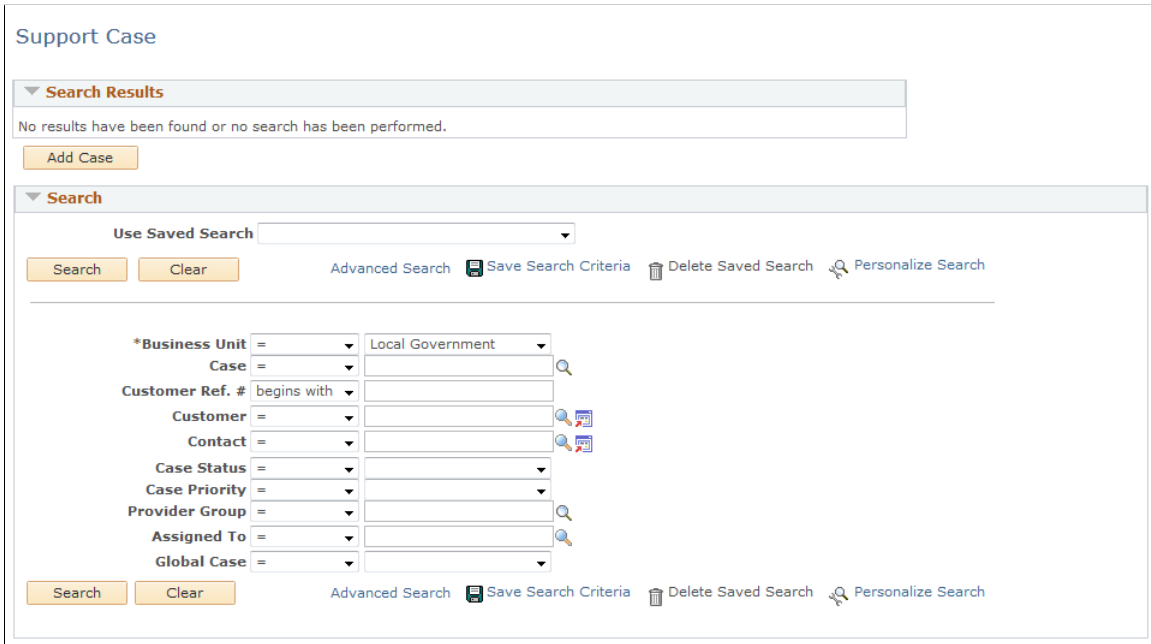 Support Case
Search Results
No results have been found or no search has been performed.
Add Case
Search
Use Saved Search
Search Clear Advanced Search Save Search Criteria Delete Saved Search Personalize Search
*Business Unit = Local Government
Case =
Customer Ref. # begins with
Customer =
Contact =
Case Status =
Case Priority =
Provider Group =
Assigned To =
Global Case =
Search Clear Advanced Search Save Search Criteria Delete Saved Search Personalize Search